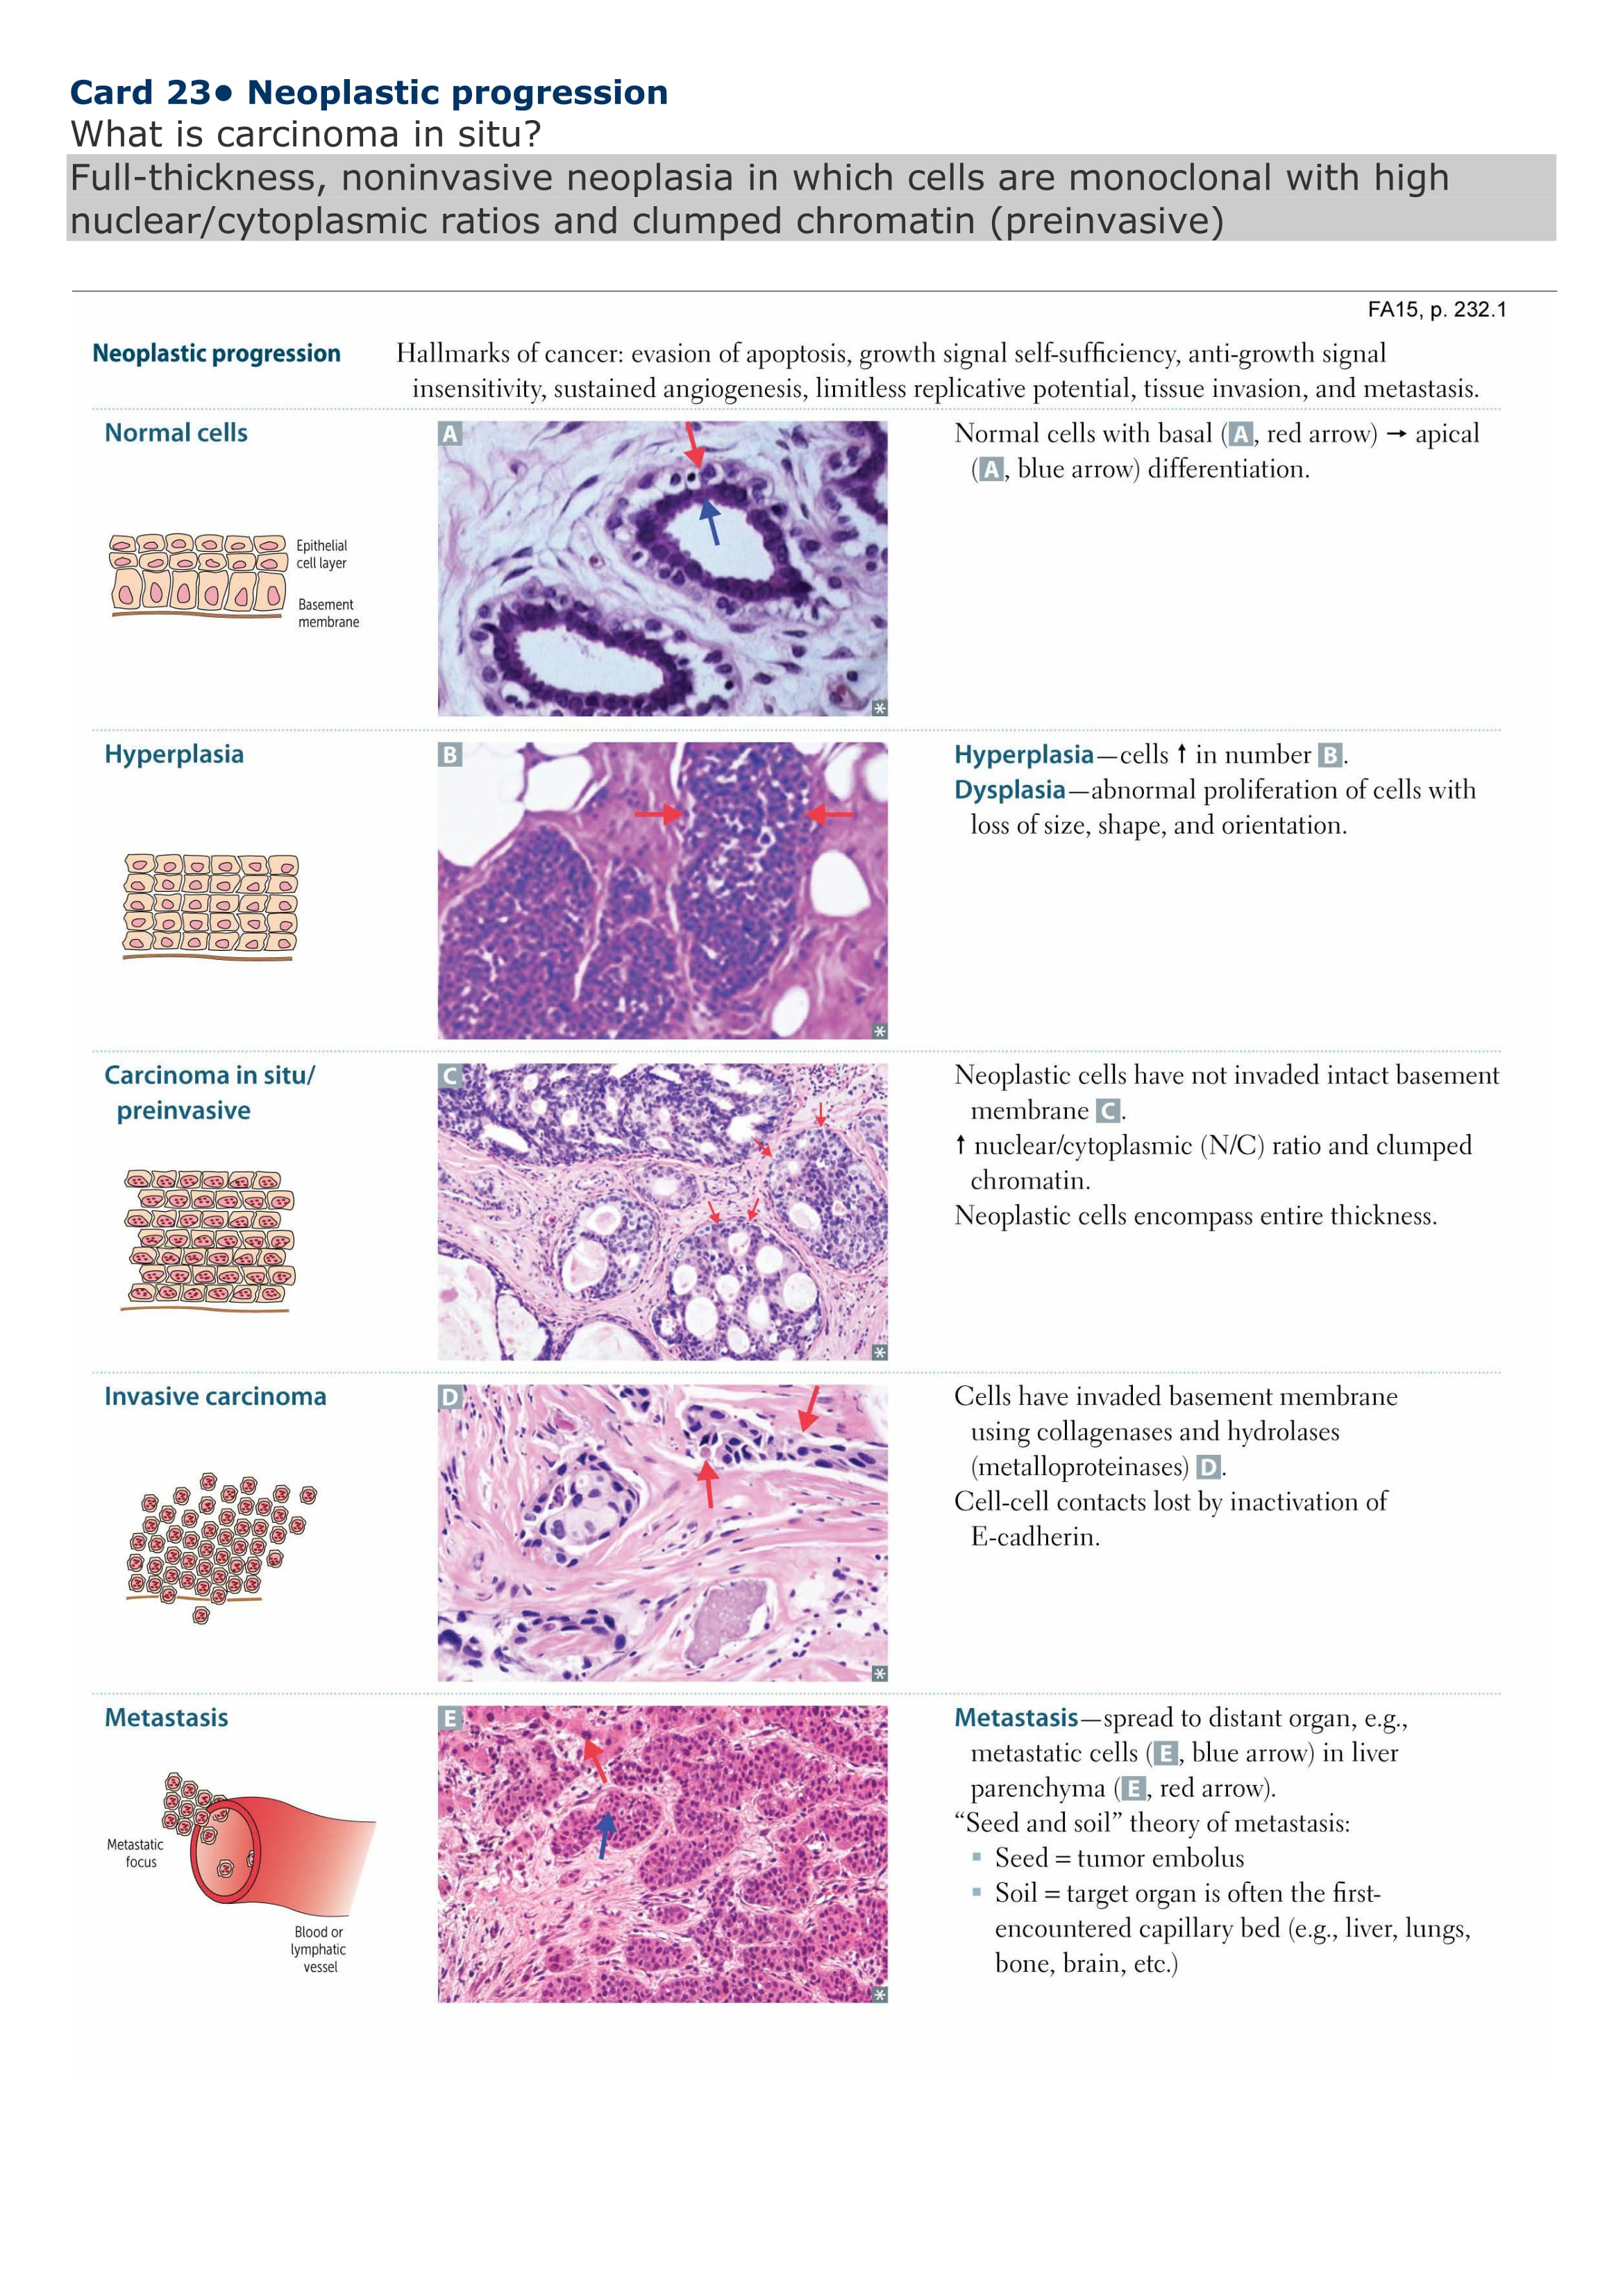 Card 23• Neoplastic progression
What is carcinoma in situ?
Full-thickness, noninvasive neoplasia in which cells are monoclonal with high
nuclear/cytoplasmic ratios and clumped chromatin (preinvasive)
FA15, p. 232.1
Neoplastic progression
Hallmarks of cancer: evasion of apoptosis, growth signal self-sufficiency, anti-growth signal
insensitivity, sustained angiogenesis, limitless replicative potential, tissue invasion, and metastasis.
Normal cells
Epithelial
cell layer
Basement
membrane
A
*
Normal cells with basal (A, red arrow) → apical
(A, blue arrow) differentiation.
Hyperplasia
B
*
Hyperplasia—cells ↑ in number B.
Dysplasia—abnormal proliferation of cells with
loss of size, shape, and orientation.
Carcinoma in situ/
preinvasive
C
*
Neoplastic cells have not invaded intact basement
membrane C.
↑ nuclear/cytoplasmic (N/C) ratio and clumped
chromatin.
Neoplastic cells encompass entire thickness.
Invasive carcinoma
D
*
Cells have invaded basement membrane
using collagenases and hydrolases
(metalloproteinases) D.
Cell-cell contacts lost by inactivation of
E-cadherin.
Metastasis
Metastatic
focus
Blood or
lymphatic
vessel
E
*
Metastasis—spread to distant organ, e.g.,
metastatic cells (E, blue arrow) in liver
parenchyma (E, red arrow).
“Seed and soil” theory of metastasis:
▪ Seed = tumor embolus
▪ Soil = target organ is often the first-
encountered capillary bed (e.g., liver, lungs,
bone, brain, etc.)